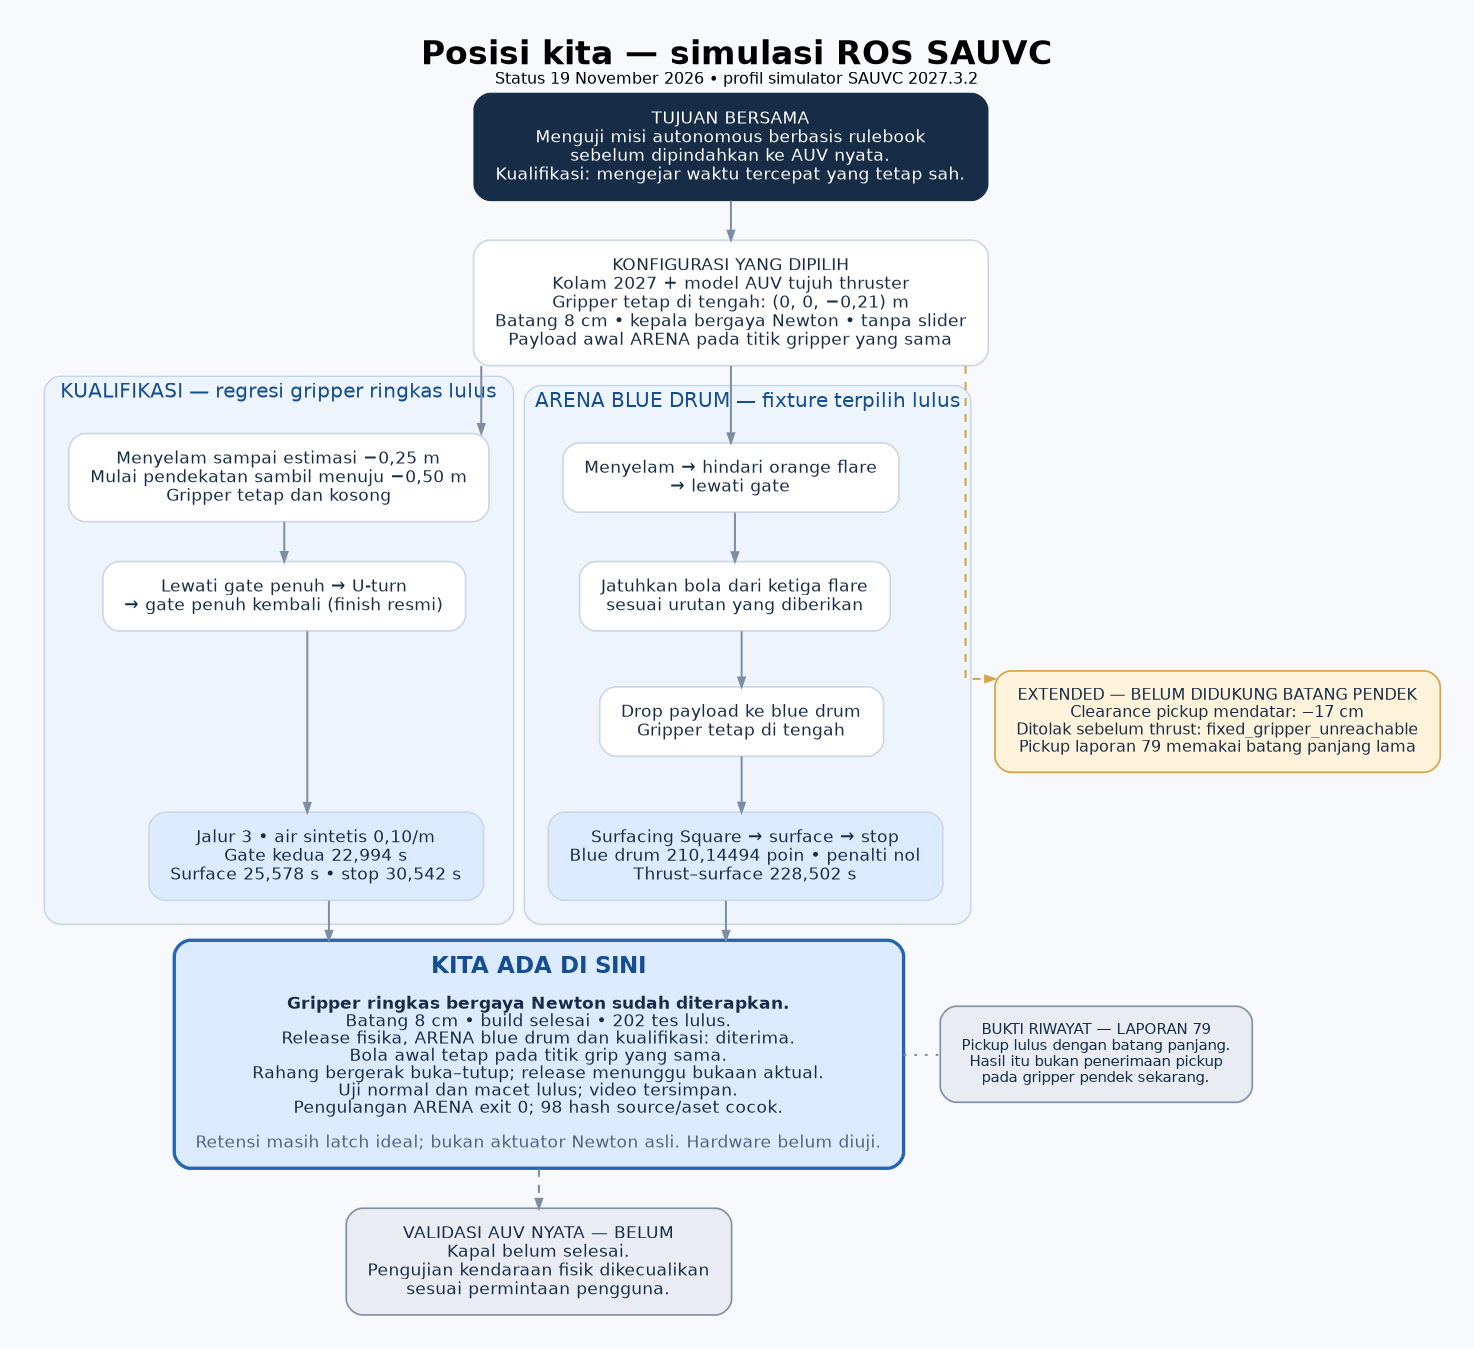 Posisi kita — simulasi ROS SAUVC
Status 19 November 2026 • profil simulator SAUVC 2027.3.2
TUJUAN BERSAMA
Menguji misi autonomous berbasis rulebook
sebelum dipindahkan ke AUV nyata.
Kualifikasi: mengejar waktu tercepat yang tetap sah.
KONFIGURASI YANG DIPILIH
Kolam 2027 + model AUV tujuh thruster
Gripper tetap di tengah: (0, 0, −0,21) m
Batang 8 cm • kepala bergaya Newton • tanpa slider
Payload awal ARENA pada titik gripper yang sama
KUALIFIKASI — regresi gripper ringkas lulus
Menyelam sampai estimasi −0,25 m
Mulai pendekatan sambil menuju −0,50 m
Gripper tetap dan kosong
Lewati gate penuh → U-turn
→ gate penuh kembali (finish resmi)
Jalur 3 • air sintetis 0,10/m
Gate kedua 22,994 s
Surface 25,578 s • stop 30,542 s
ARENA BLUE DRUM — fixture terpilih lulus
Menyelam → hindari orange flare
→ lewati gate
Jatuhkan bola dari ketiga flare
sesuai urutan yang diberikan
Drop payload ke blue drum
Gripper tetap di tengah
Surfacing Square → surface → stop
Blue drum 210,14494 poin • penalti nol
Thrust–surface 228,502 s
EXTENDED — BELUM DIDUKUNG BATANG PENDEK
Clearance pickup mendatar: −17 cm
Ditolak sebelum thrust: fixed_gripper_unreachable
Pickup laporan 79 memakai batang panjang lama
KITA ADA DI SINI
Gripper ringkas bergaya Newton sudah diterapkan.
Batang 8 cm • build selesai • 202 tes lulus.
Release fisika, ARENA blue drum dan kualifikasi: diterima.
Bola awal tetap pada titik grip yang sama.
Rahang bergerak buka–tutup; release menunggu bukaan aktual.
Uji normal dan macet lulus; video tersimpan.
Pengulangan ARENA exit 0; 98 hash source/aset cocok.
Retensi masih latch ideal; bukan aktuator Newton asli. Hardware belum diuji.
BUKTI RIWAYAT — LAPORAN 79
Pickup lulus dengan batang panjang.
Hasil itu bukan penerimaan pickup
pada gripper pendek sekarang.
VALIDASI AUV NYATA — BELUM
Kapal belum selesai.
Pengujian kendaraan fisik dikecualikan
sesuai permintaan pengguna.